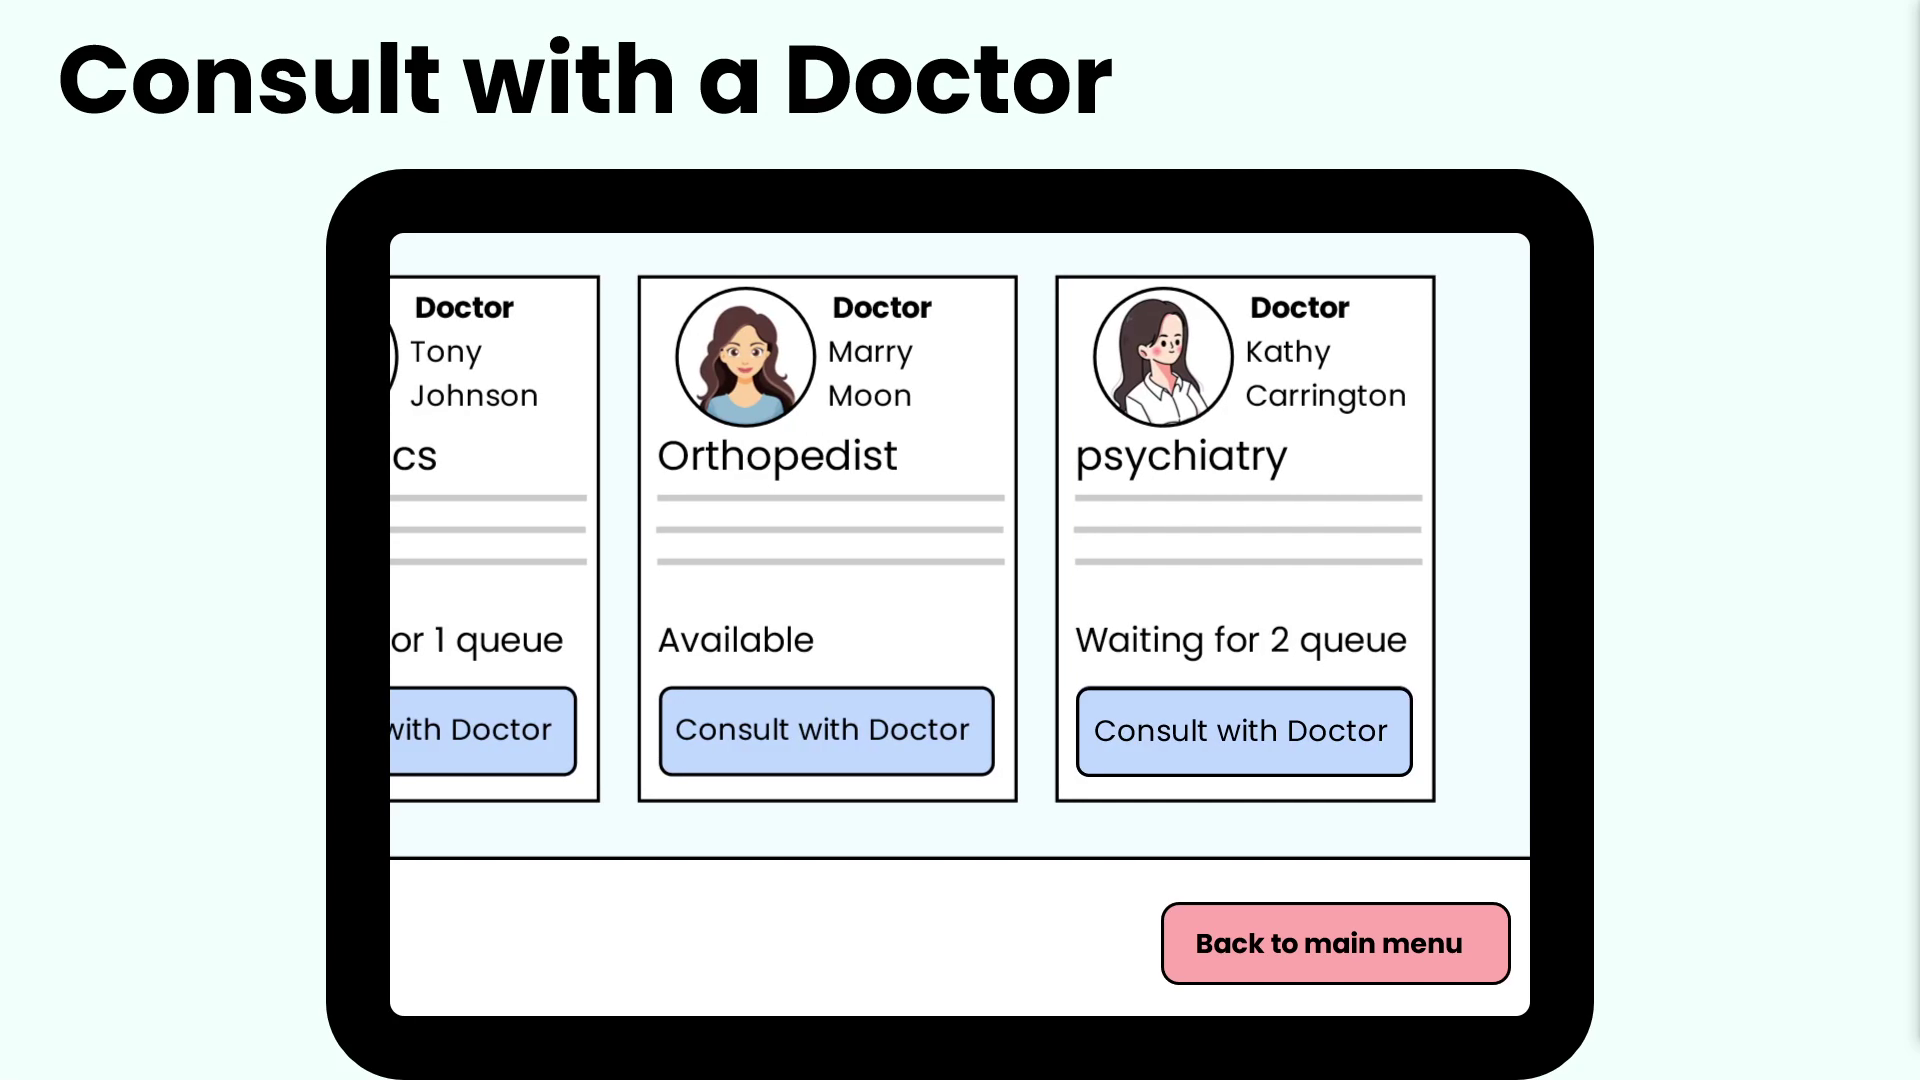 Consult with a Doctor
Doctor
Tony
Johnson
cs
or 1 queue
with Doctor
Doctor
Marry
Moon
Orthopedist
Available
Consult with Doctor
Doctor
Kathy
Carrington
psychiatry
Waiting for 2 queue
Consult with Doctor
Back to main menu